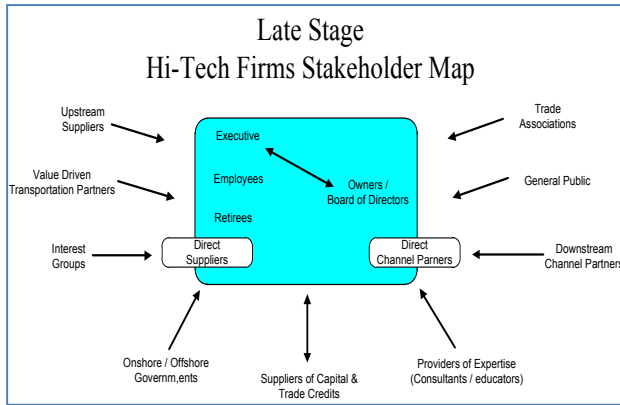 Late Stage
Hi-Tech Firms Stakeholder Map
Upstream
Suppliers
Executive
Trade
Associations
Value Driven
Transportation Partners
Employees
Owners /
Board of Directors
General Public
Retirees
Interest
Groups
Direct
Suppliers
Direct
Channel Parners
Downstream
Channel Partners
Onshore / Offshore
Governm,ents
Suppliers of Capital &
Trade Credits
Providers of Expertise
(Consultants / educators)